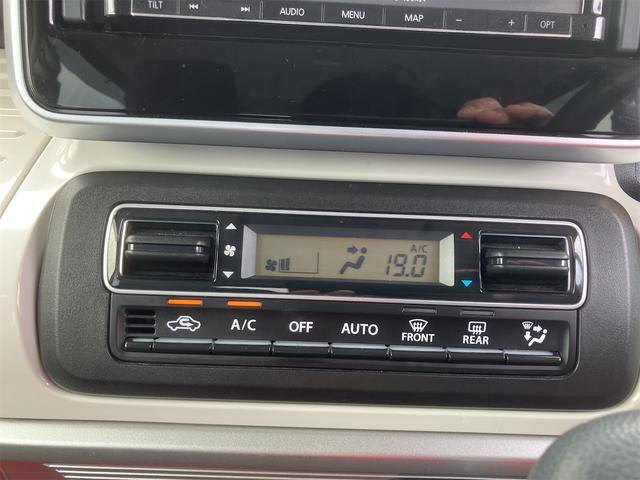 TILT AUDIO MENU MAP − + OPT
A/C
19.0
A/C OFF AUTO FRONT REAR